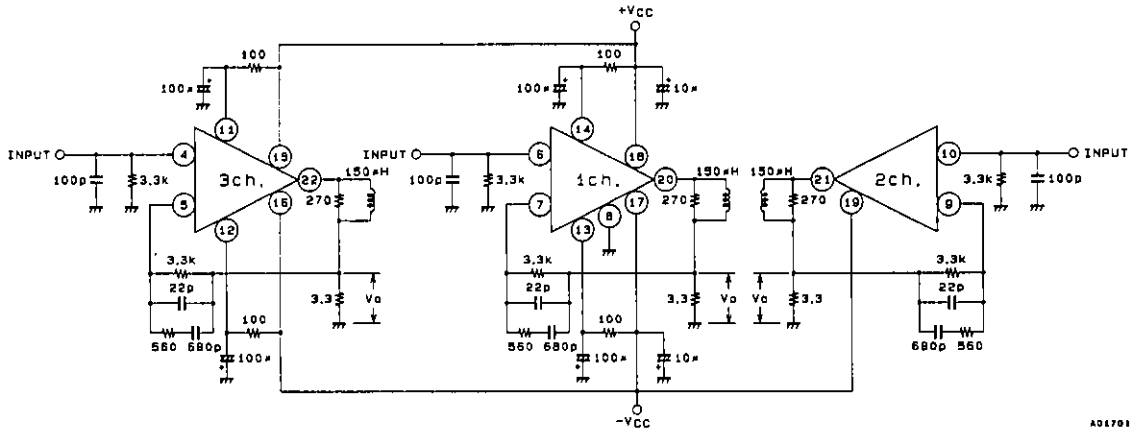 +VCC
100
100
100μ
100μ
10μ
11
14
INPUT
4
15
150μH
INPUT
6
18
150μH
150μH
10
INPUT
100p
3.3k
3ch.
22
270
100p
3.3k
1ch.
20
270
21
270
2ch.
3.3k
100p
5
16
7
8
17
19
9
12
13
3.3k
3.3k
3.3k
22p
3.3
Vo
22p
3.3
Vo
Vo
3.3
22p
100
100
560
680p
560
680p
680p
560
100μ
100μ
10μ
-VCC
A01701